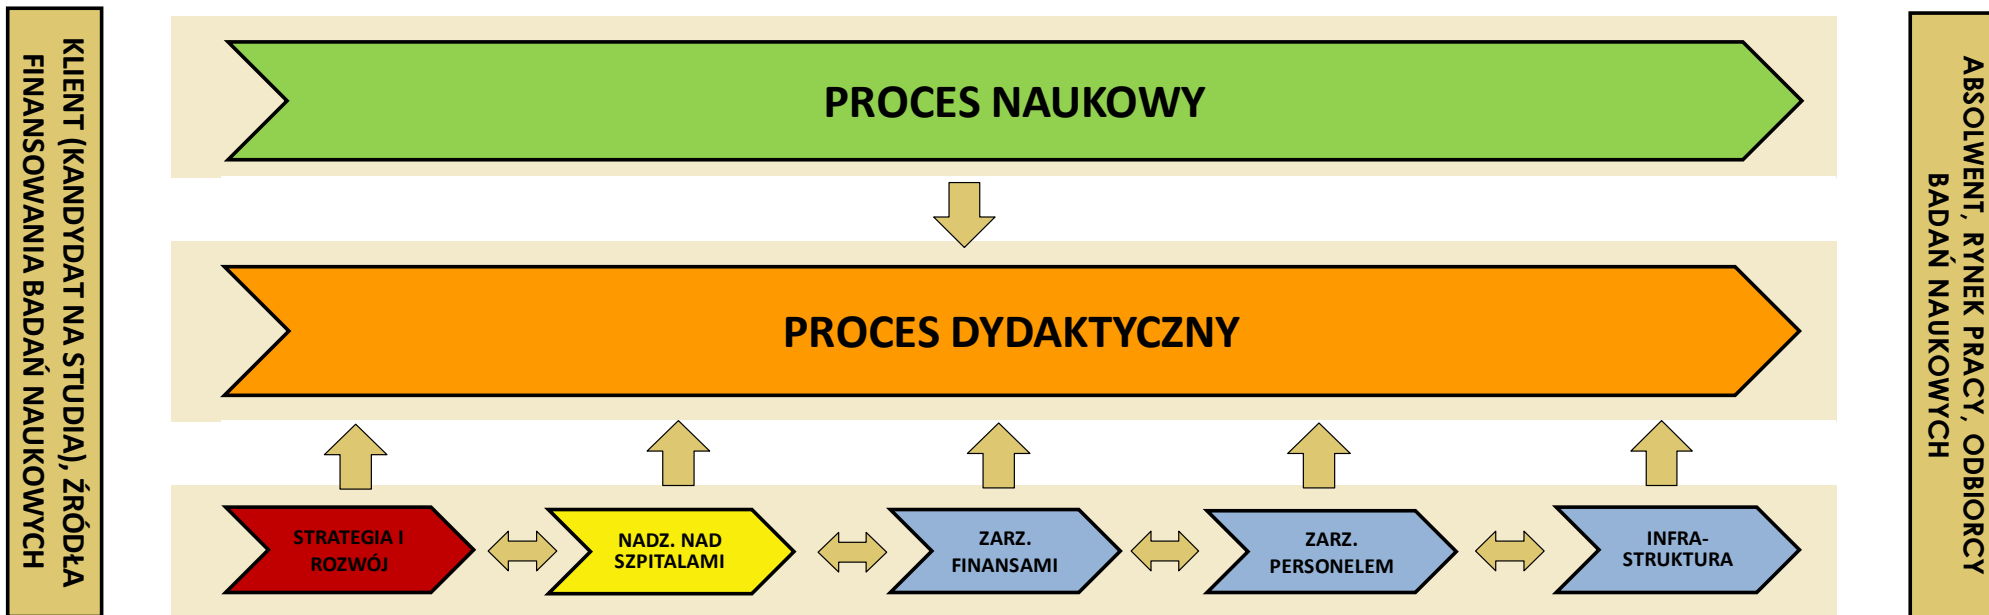 KLIENT (KANDYDAT NA STUDIA), ŹRÓDŁA
FINANSOWANIA BADAŃ NAUKOWYCH
PROCES NAUKOWY
PROCES DYDAKTYCZNY
STRATEGIA I
ROZWÓJ
NADZ. NAD
SZPITALAMI
ZARZ.
FINANSAMI
ZARZ.
PERSONELEM
INFRA-
STRUKTURA
ABSOLWENT, RYNEK PRACY, ODBIORCY
BADAŃ NAUKOWYCH